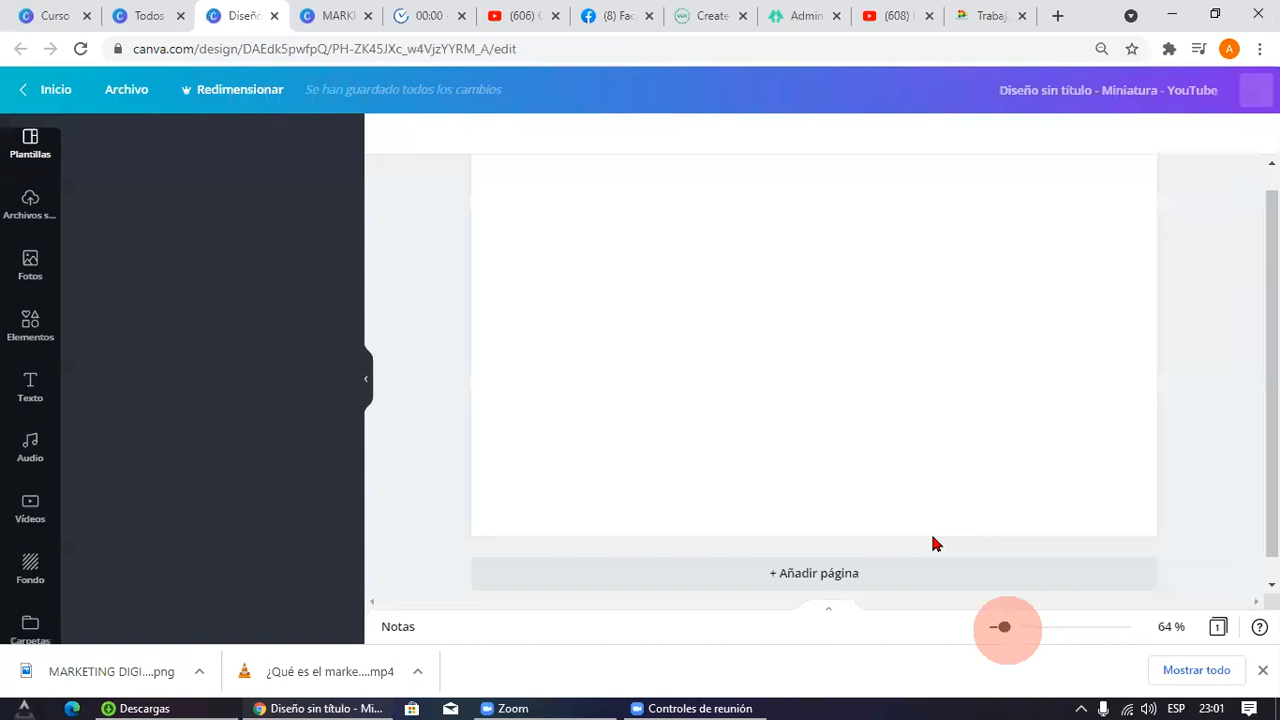 Curso
Todos
Diseño
MARK
00:00
(606) C
(8) Fac
Create
Admin
(608)
Trabaj
canva.com/design/DAEdk5pwfpQ/PH-ZK45JXc_w4VjzYYRM_A/edit
A
Inicio
Archivo
Redimensionar
Se han guardado todos los cambios
Diseño sin título - Miniatura - YouTube
Plantillas
Archivos s...
Fotos
Elementos
Texto
Audio
Vídeos
Fondo
Carpetas
+ Añadir página
Notas
64 %
1
?
MARKETING DIGI....png
¿Qué es el marke....mp4
Mostrar todo
Descargas
Diseño sin título - Mi...
Zoom
Controles de reunión
ESP
23:01